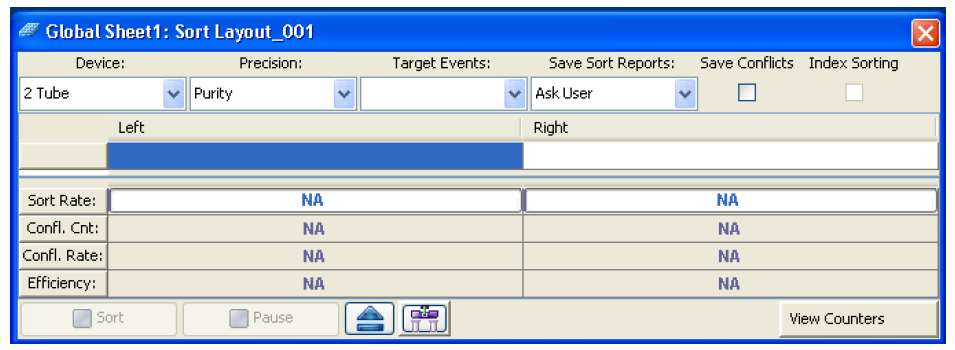 Global Sheet1: Sort Layout_001
Device: Precision: Target Events: Save Sort Reports: Save Conflicts Index Sorting
2 Tube Purity Ask User
Left Right
Sort Rate: NA NA
Confl. Cnt: NA NA
Confl. Rate: NA NA
Efficiency: NA NA
Sort Pause View Counters